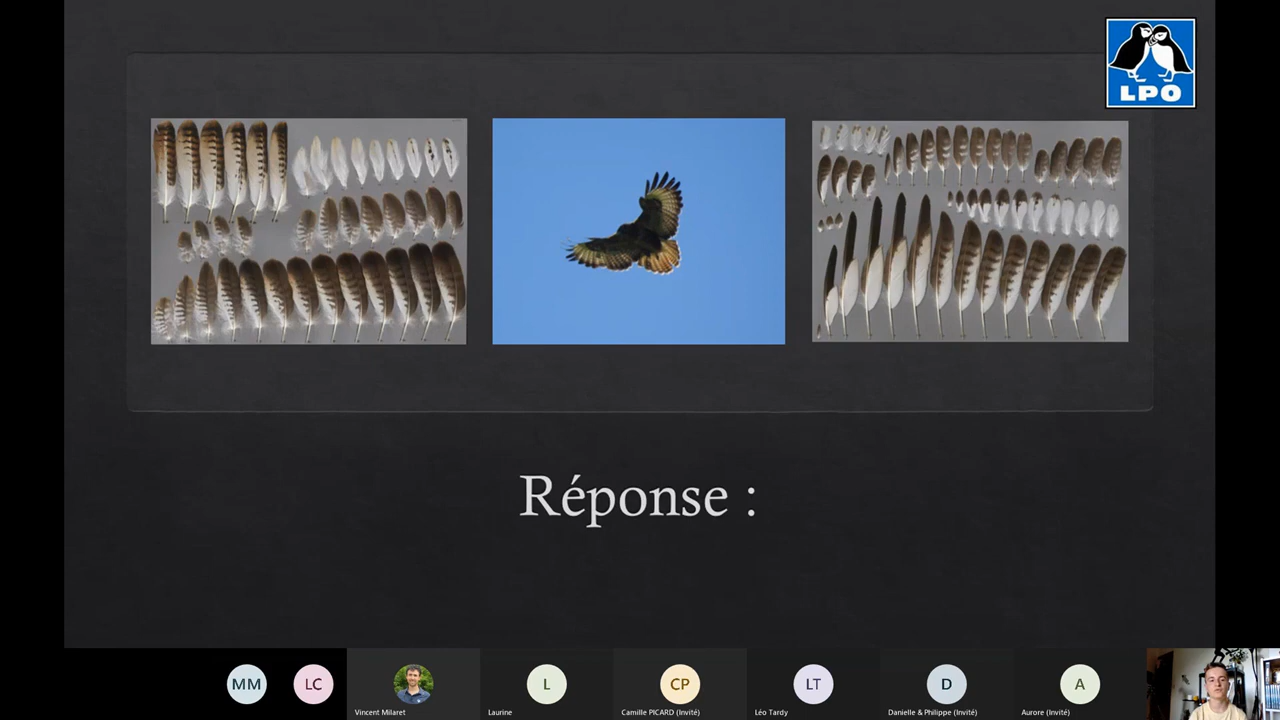 LPO
Réponse :
MM
LC
L
CP
LT
D
A
Vincent Milaret
Laurine
Camille PICARD (Invité)
Léo Tardy
Danielle & Philippe (Invité)
Aurore (Invité)